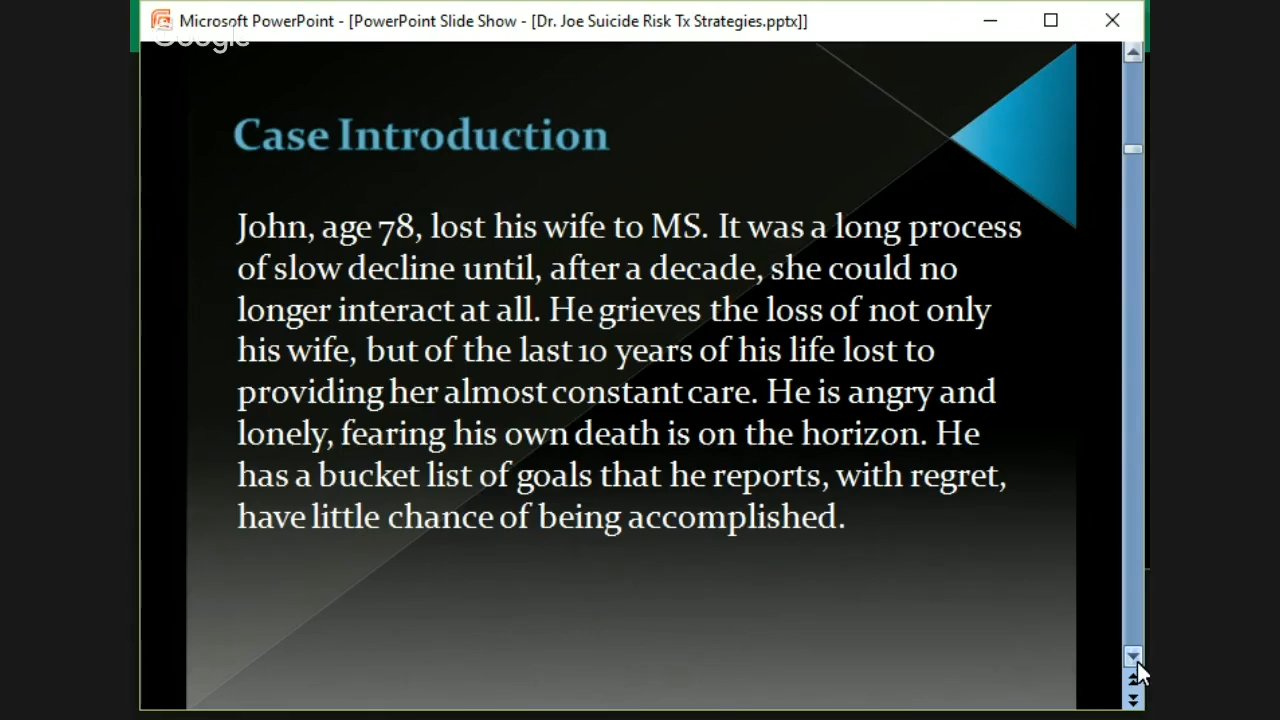 Microsoft PowerPoint - [PowerPoint Slide Show - [Dr. Joe Suicide Risk Tx Strategies.pptx]]
Google
Case Introduction
John, age 78, lost his wife to MS. It was a long process
of slow decline until, after a decade, she could no
longer interact at all. He grieves the loss of not only
his wife, but of the last 10 years of his life lost to
providing her almost constant care. He is angry and
lonely, fearing his own death is on the horizon. He
has a bucket list of goals that he reports, with regret,
have little chance of being accomplished.